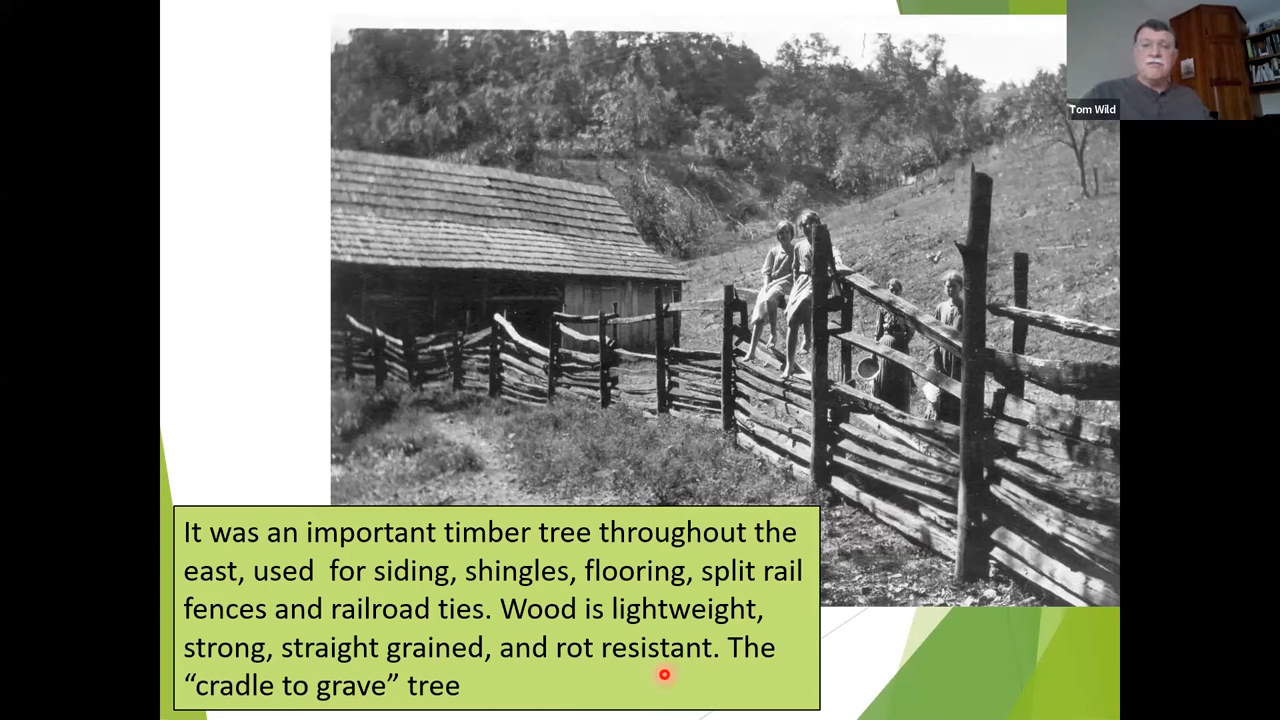 Tom Wild
It was an important timber tree throughout the
east, used  for siding, shingles, flooring, split rail
fences and railroad ties. Wood is lightweight,
strong, straight grained, and rot resistant. The
“cradle to grave” tree